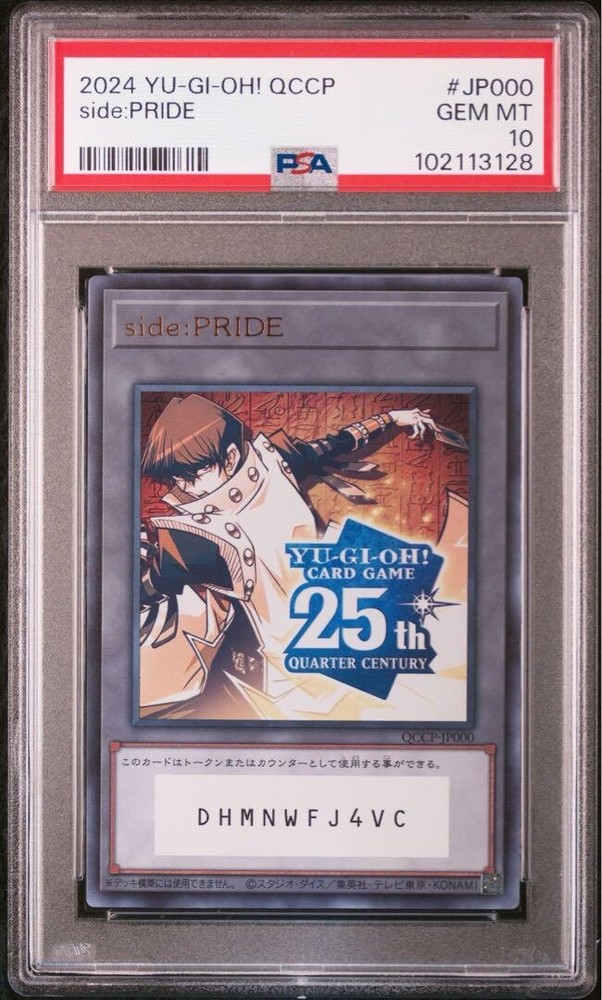 2024 YU-GI-OH! QCCP #JP000
side:PRIDE GEM MT
10
PSA 102113128
side:PRIDE
YU-GI-OH!
CARD GAME
25th
QUARTER CENTURY
QCCP-JP000
このカードはトークンまたはカウンターとして使用する事ができる。
DHMNWFJ4VC
※デッキ構築には使用できません。 ©スタジオ・ダイス/集英社・テレビ東京・KONAMI